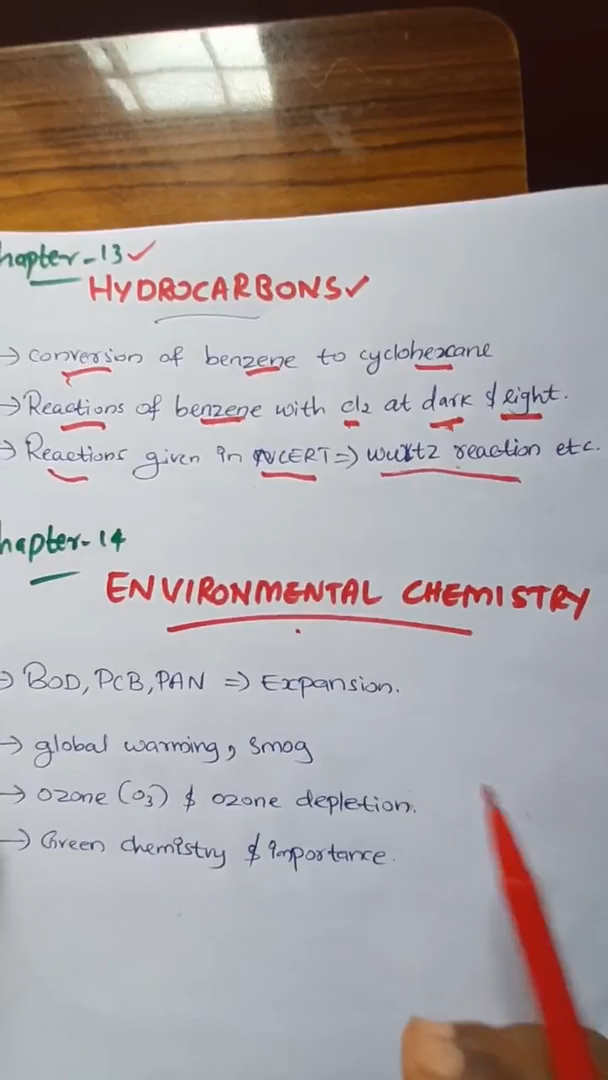 hapter-13✓
HYDROCARBONS✓
→ conversion of benzene to cyclohexane
→ Reactions of benzene with cl2 at dark & light.
→ Reactions given in NCERT ⇒ wurtz reaction etc.
hapter-14
ENVIRONMENTAL CHEMISTRY
→ BOD, PCB, PAN ⇒ Expansion.
→ global warming, smog
→ ozone (O3) & ozone depletion.
→ Green chemistry & importance.